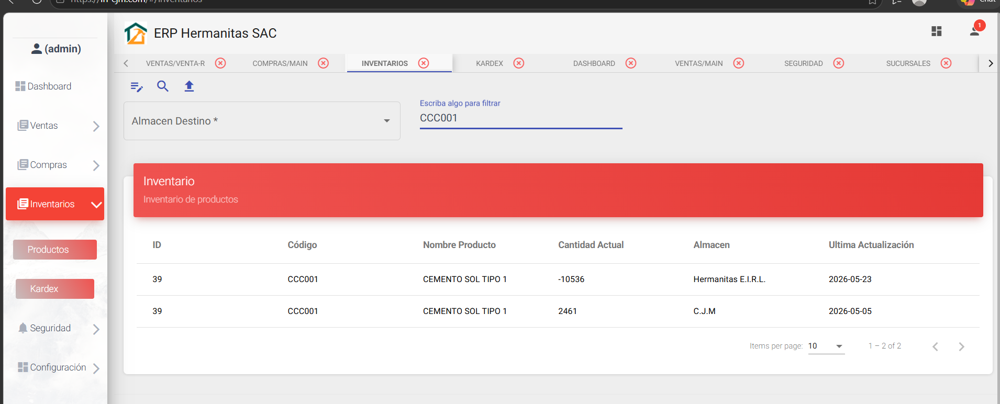 (admin)
Dashboard
Ventas
Compras
Inventarios
Productos
Kardex
Seguridad
Configuración
ERP Hermanitas SAC
1
VENTAS/VENTA-R
COMPRAS/MAIN
INVENTARIOS
KARDEX
DASHBOARD
VENTAS/MAIN
SEGURIDAD
SUCURSALES
Almacen Destino *
Escriba algo para filtrar
CCC001
Inventario
Inventario de productos
ID Código Nombre Producto Cantidad Actual Almacen Ultima Actualización
39 CCC001 CEMENTO SOL TIPO 1 -10536 Hermanitas E.I.R.L. 2026-05-23
39 CCC001 CEMENTO SOL TIPO 1 2461 C.J.M 2026-05-05
Items per page: 10 1 – 2 of 2